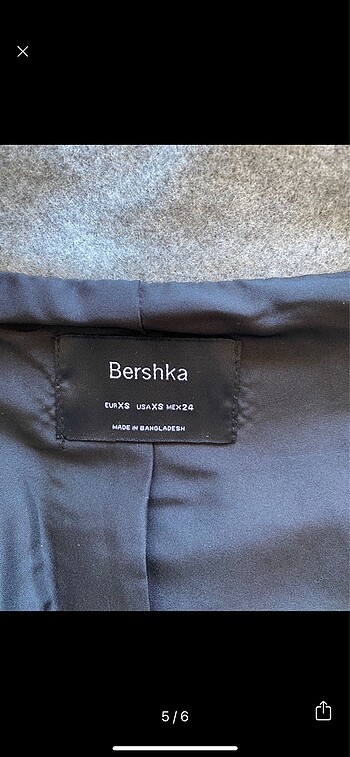 Bershka
EUR XS USA XS MEX 24
MADE IN BANGLADESH
5/6